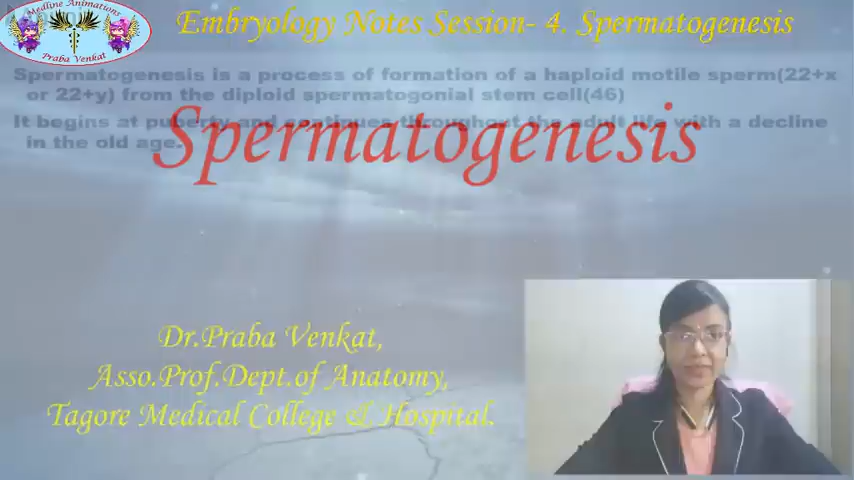 Medline Animations
Praba Venkat
Embryology Notes Session- 4. Spermatogenesis
Spermatogenesis is a process of formation of a haploid motile sperm(22+x
or 22+y) from the diploid spermatogonial stem cell(46)
It begins at puberty and continues throughout the adult life with a decline
in the old age.
Spermatogenesis
Dr.Praba Venkat,
Asso.Prof.Dept.of Anatomy,
Tagore Medical College & Hospital.